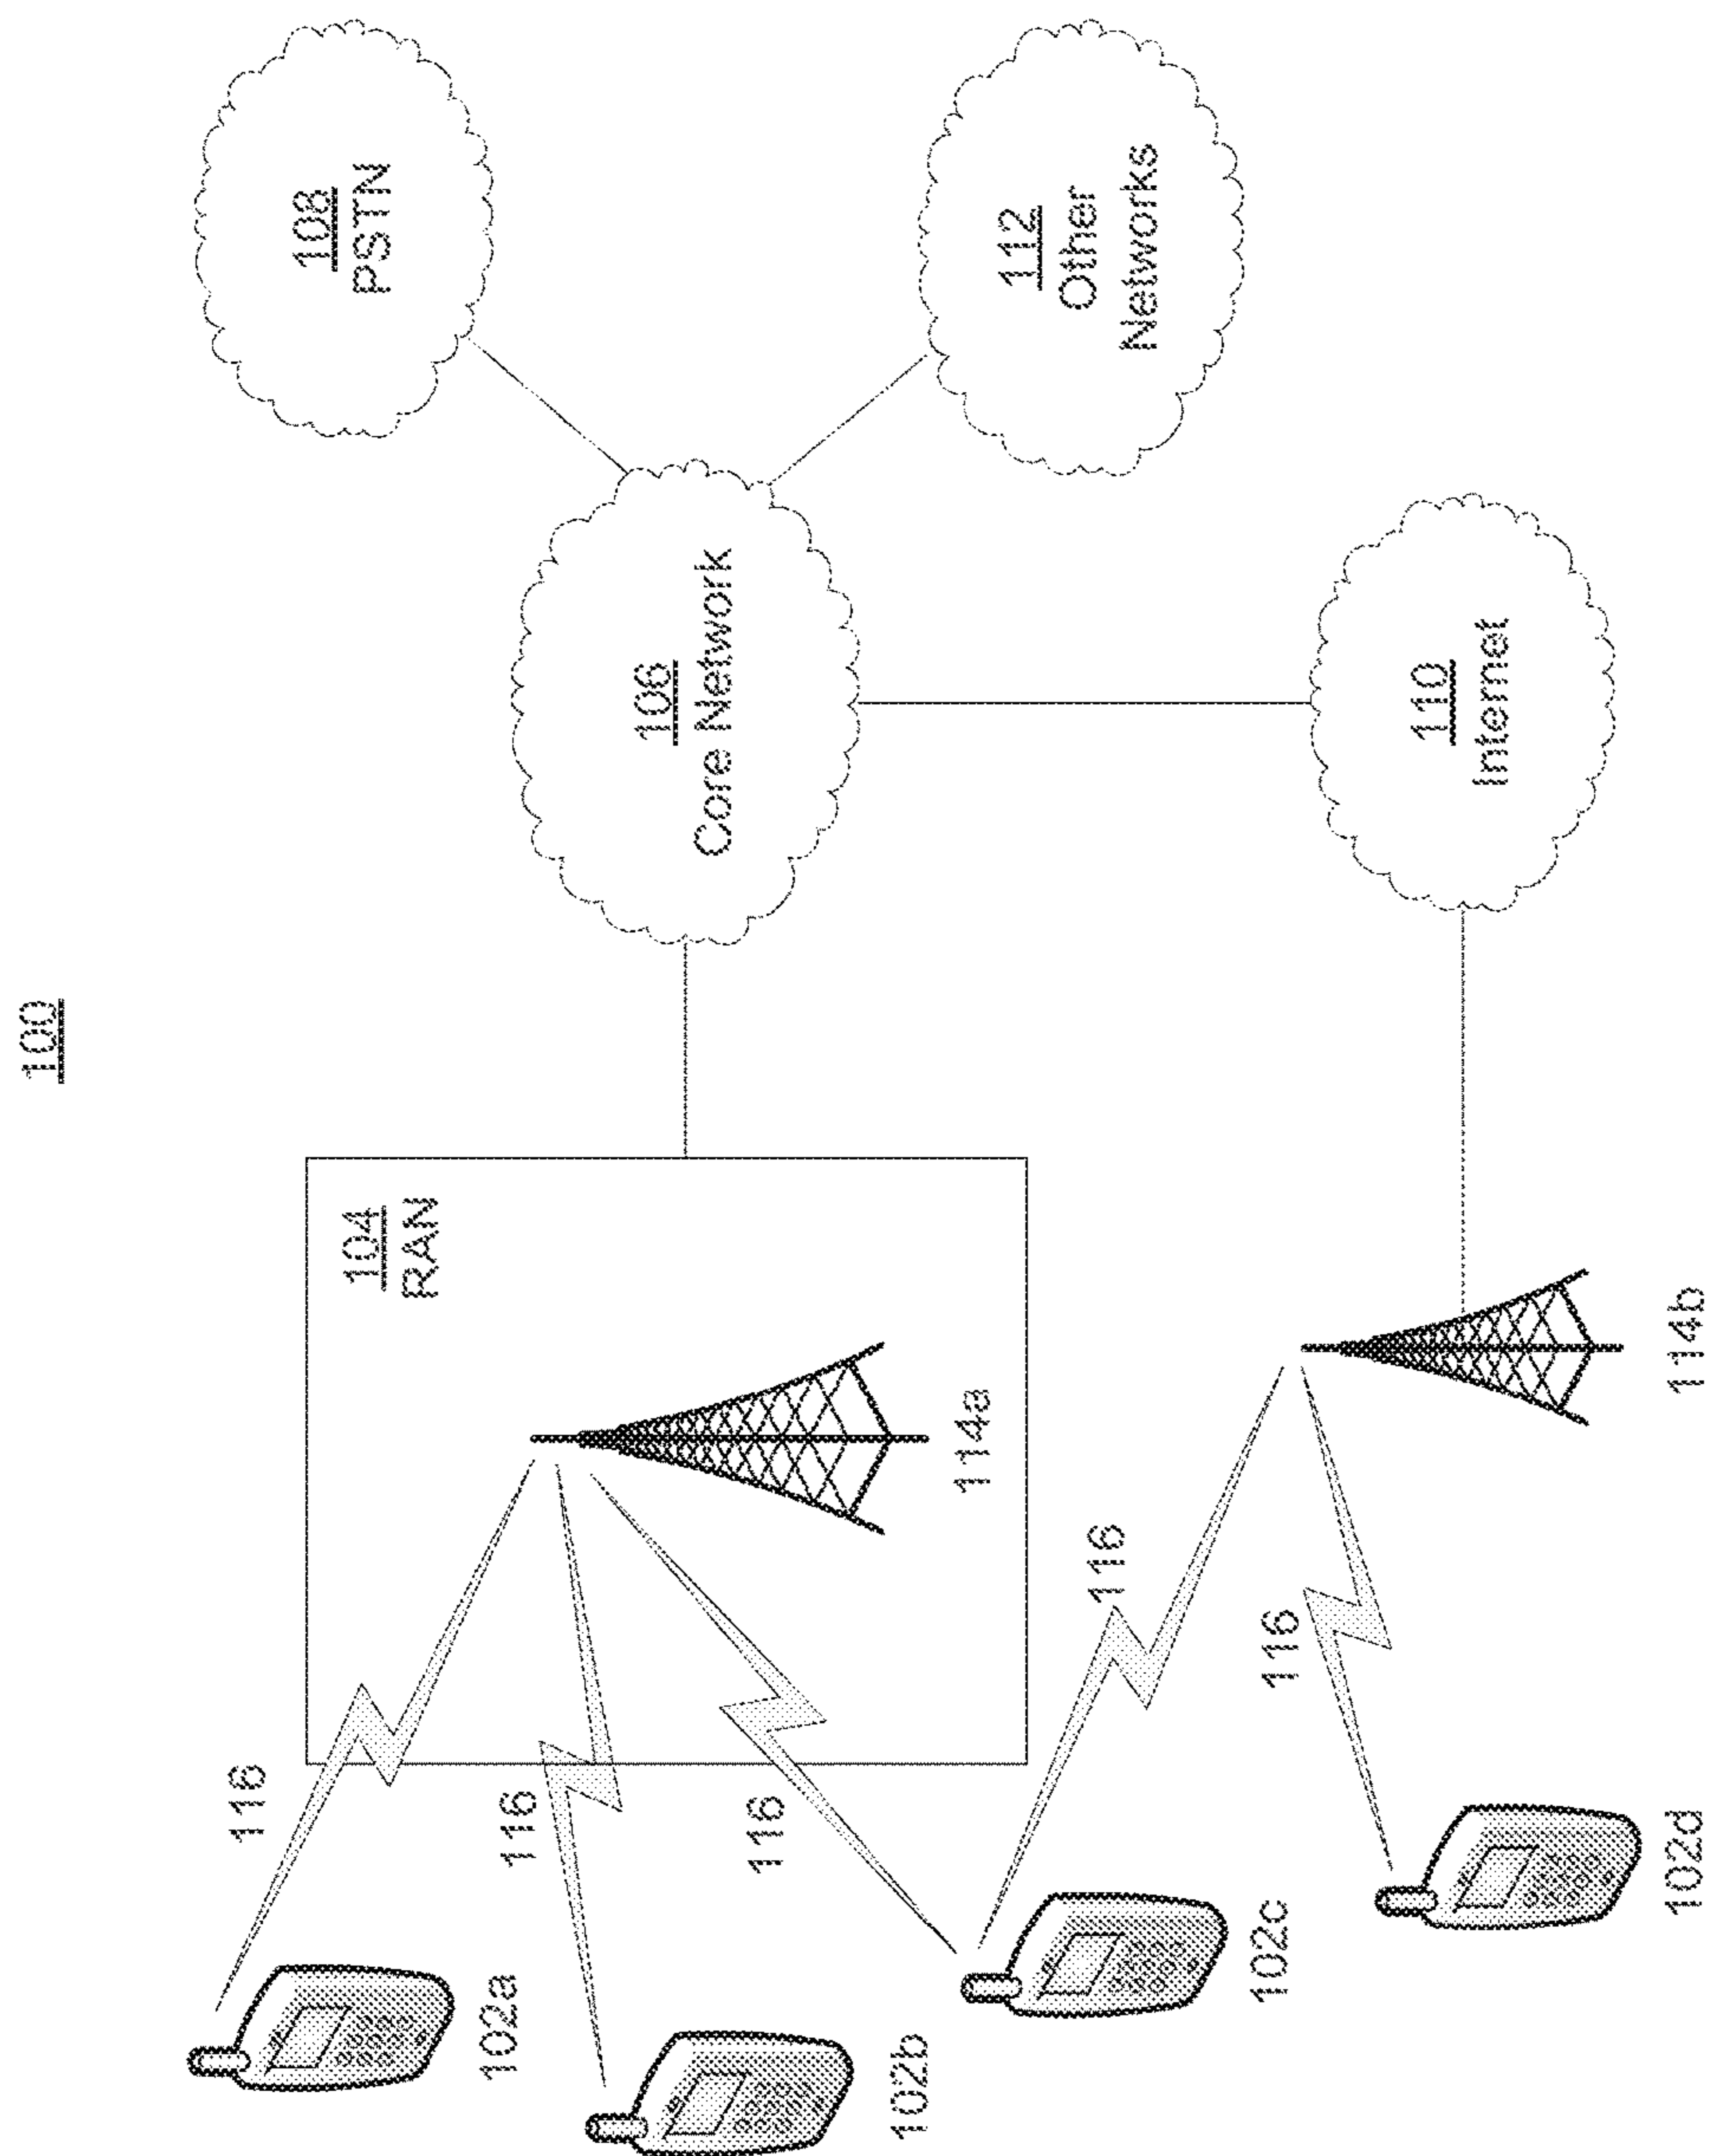 100
108
PSTN
106
Core Network
112
Other
Networks
104
RAN
110
Internet
114a
114b
116
116
116
116
116
102a
102b
102c
102d